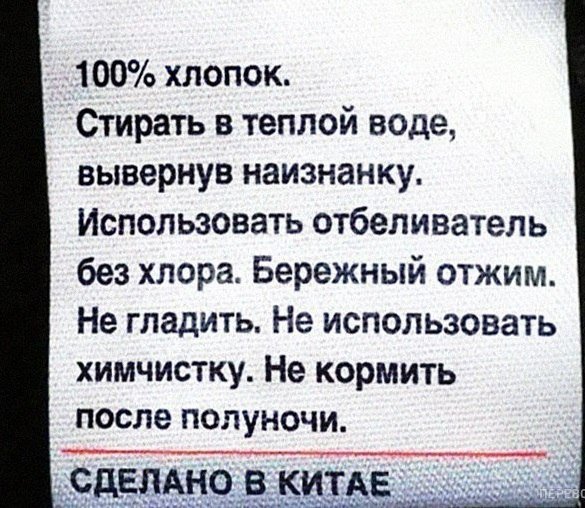 100% хлопок.
Стирать в теплой воде,
вывернув наизнанку.
Использовать отбеливатель
без хлора. Бережный отжим.
Не гладить. Не использовать
химчистку. Не кормить
после полуночи.
СДЕЛАНО В КИТАЕ